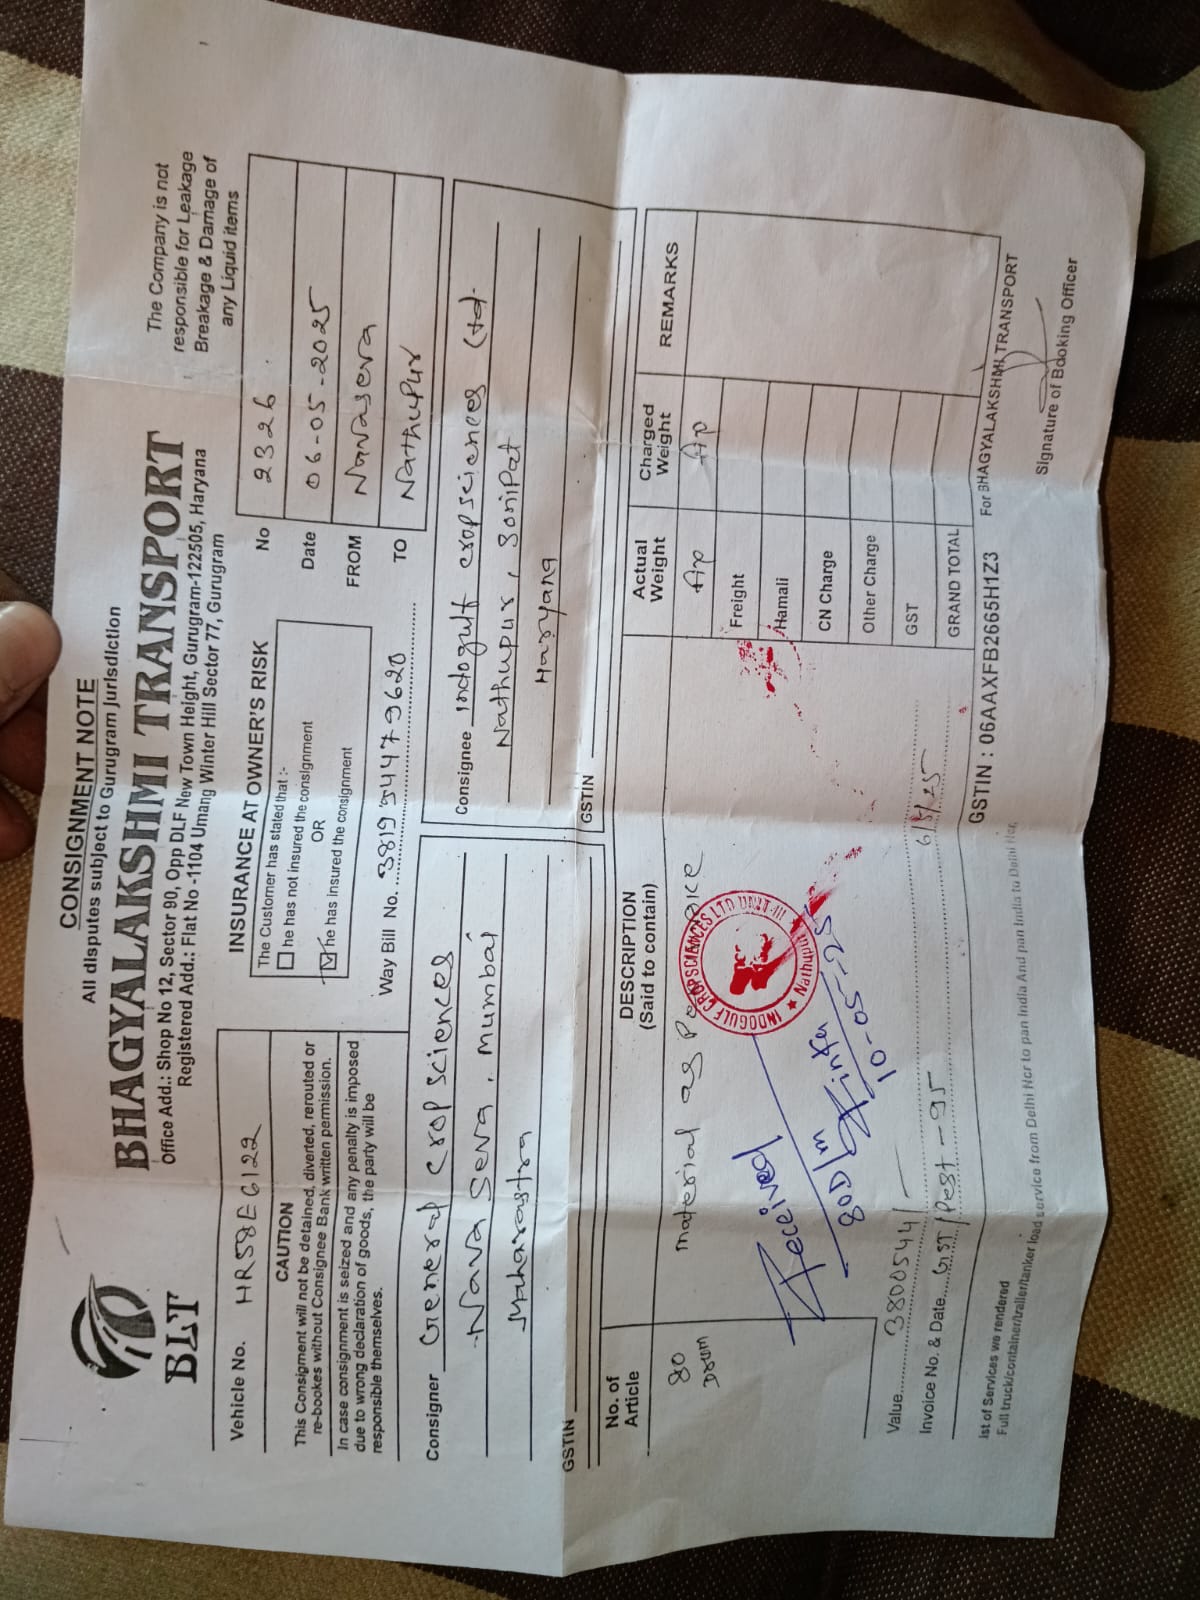 CONSIGNMENT NOTE
All disputes subject to Gurugram Jurisdiction
BHAGYALAKSHMI TRANSPORT
BLT
Office Add.: Shop No 12, Sector 90, Opp DLF New Town Height, Gurugram-122505, Haryana
Registered Add.: Flat No -1104 Umang Winter Hill Sector 77, Gurugram
The Company is not
responsible for Leakage
Breakage & Damage of
any Liquid items
Vehicle No. HR58E6122
CAUTION
This Consigment will not be detained, diverted, rerouted or
re-bookes without Consignee Bank written permission.
In case consignment is seized and any penalty is imposed
due to wrong declaration of goods, the party will be
responsible themselves.
INSURANCE AT OWNER'S RISK
The Customer has stated that :-
he has not insured the consignment
OR
he has insured the consignment
Way Bill No. 381954479620
No 2326
Date 06-05-2025
FROM Navaseva
TO Nathupur
Consigner General Crop sciences
Nava Seva, Mumbai
Maharastra
GSTIN
Consignee Indogulf cropsciences Ltd.
Nathupur, Sonipat
Haryana
GSTIN
No. of
Article
DESCRIPTION
(Said to contain)
Actual
Weight
Charged
Weight
REMARKS
80
Drum
Material as Per
Ap
Ap
Freight
Hamali
CN Charge
Other Charge
GST
GRAND TOTAL
INDOGULF CROPSCIENCES LTD UNIT-III
Nathupur
Received
80D/m
10-05-25
Value 3800544/-
Invoice No. & Date GST/Pest-95 6/5/25
GSTIN : 06AAXFB2665H1Z3
For BHAGYALAKSHMI TRANSPORT
Signature of Booking Officer
Ist of Services we rendered
Full truck/container/trailler/tanker load service from Delhi Ncr to pan India And pan India to Delhi Ncr